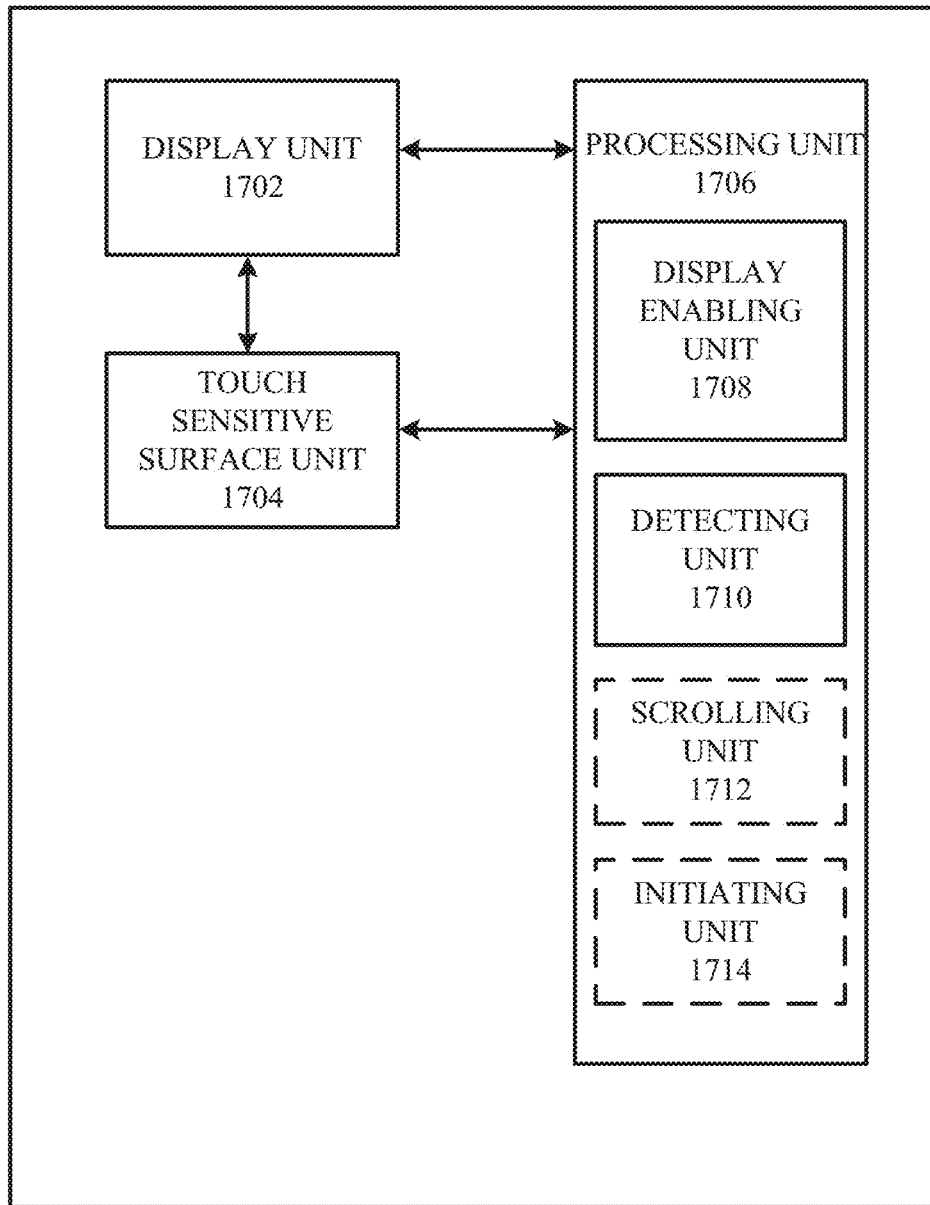 DISPLAY UNIT
1702
PROCESSING UNIT
1706
DISPLAY
ENABLING
UNIT
1708
TOUCH
SENSITIVE
SURFACE UNIT
1704
DETECTING
UNIT
1710
SCROLLING
UNIT
1712
INITIATING
UNIT
1714